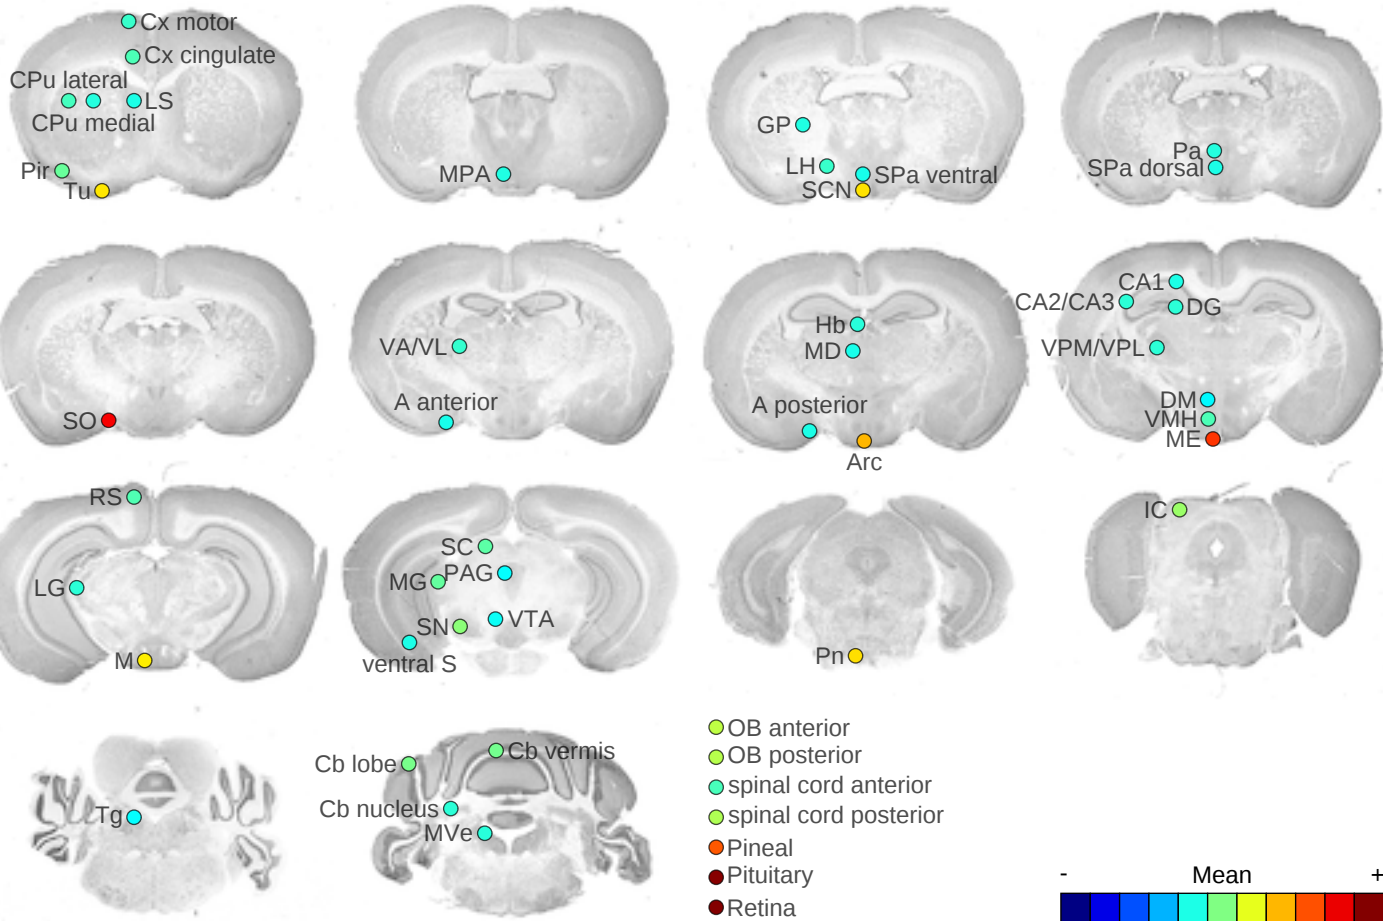 Cx motor
Cx cingulate
CPu lateral
LS
CPu medial
Pir
Tu
MPA
GP
LH
SPa ventral
SCN
Pa
SPa dorsal
SO
VA/VL
A anterior
Hb
MD
A posterior
Arc
CA1
CA2/CA3
DG
VPM/VPL
DM
VMH
ME
RS
LG
M
SC
MG
PAG
SN
VTA
ventral S
Pn
IC
Tg
Cb lobe
Cb vermis
Cb nucleus
MVe
OB anterior
OB posterior
spinal cord anterior
spinal cord posterior
Pineal
Pituitary
Retina
- Mean +